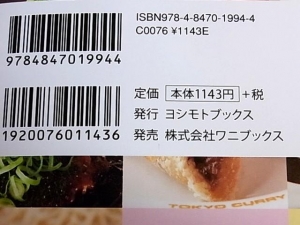 ISBN978-4-8470-1994-4
C0076 ¥1143E
9784847019944
定価 本体1143円 +税
発行 ヨシモトブックス
発売 株式会社ワニブックス
1920076011436
TOKYO CURRY